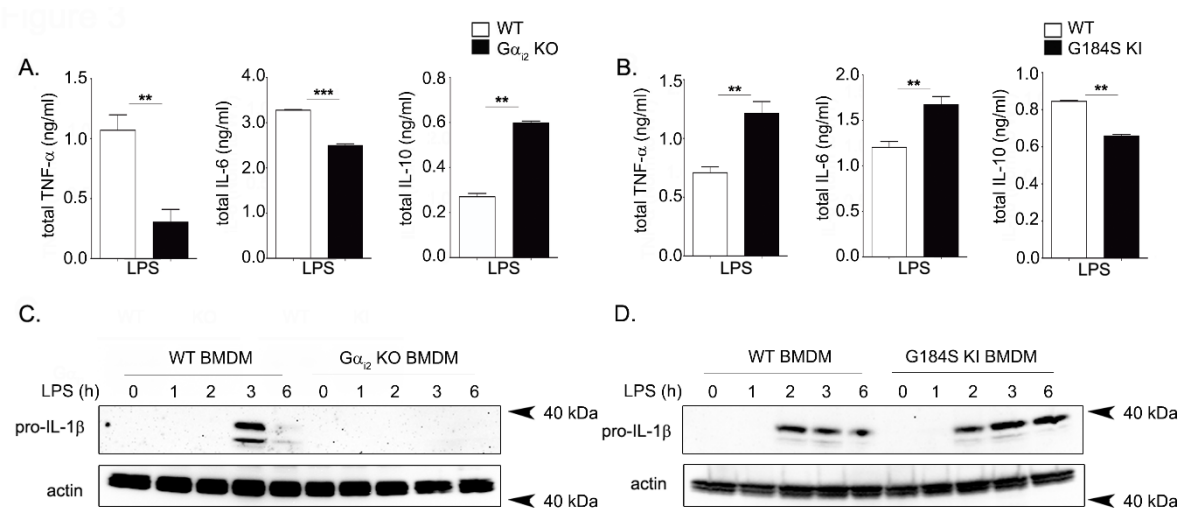 Figure 3
WT
Gαi2 KO
A.
total TNF-α (ng/ml)
1.5
1.0
0.5
0.0
**
LPS
total IL-6 (ng/ml)
4.0
3.0
2.0
1.0
0.0
***
LPS
total IL-10 (ng/ml)
0.8
0.6
0.4
0.2
0.0
**
LPS
WT
G184S KI
B.
total TNF-α (ng/ml)
1.5
1.0
0.5
0.0
**
LPS
total IL-6 (ng/ml)
2.0
1.5
1.0
0.5
0.0
**
LPS
total IL-10 (ng/ml)
1.0
0.8
0.6
0.4
0.2
0.0
**
LPS
C.
WT BMDM Gαi2 KO BMDM
LPS (h) 0 1 2 3 6 0 1 2 3 6
pro-IL-1β
40 kDa
actin
40 kDa
D.
WT BMDM G184S KI BMDM
LPS (h) 0 1 2 3 6 0 1 2 3 6
pro-IL-1β
40 kDa
actin
40 kDa